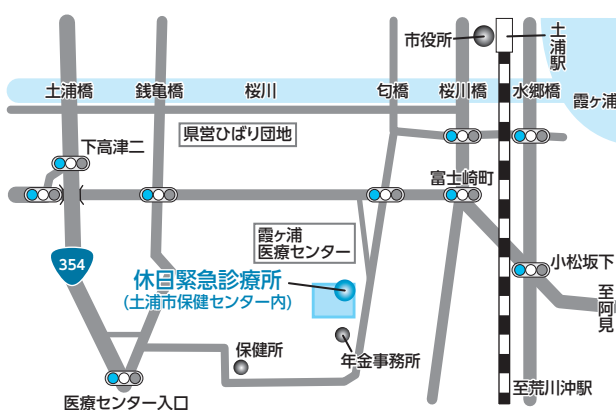 市役所
土浦駅
土浦橋
銭亀橋
桜川
匂橋
桜川橋
水郷橋
霞ヶ浦
県営ひばり団地
下高津二
富士崎町
霞ヶ浦
医療センター
354
休日緊急診療所
(土浦市保健センター内)
小松坂下
至阿見
保健所
年金事務所
至荒川沖駅
医療センター入口